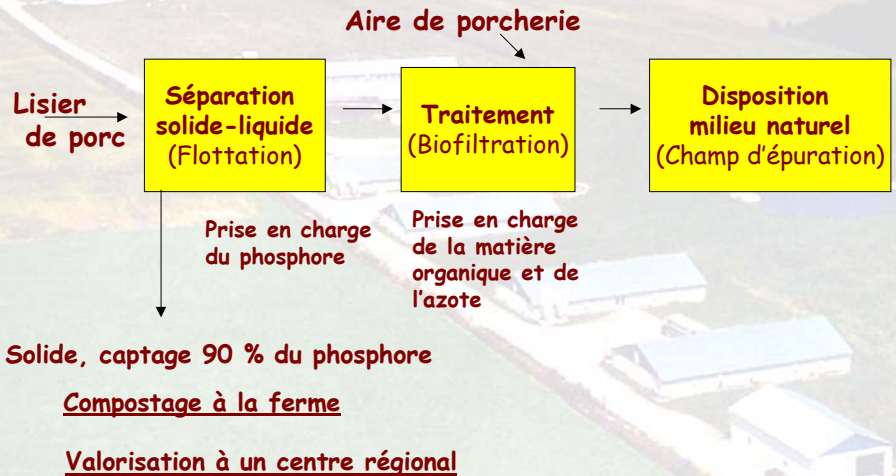 Aire de porcherie
Lisier
de porc
Séparation
solide-liquide
(Flottation)
Traitement
(Biofiltration)
Disposition
milieu naturel
(Champ d'épuration)
Prise en charge
du phosphore
Prise en charge
de la matière
organique et de
l'azote
Solide, captage 90 % du phosphore
Compostage à la ferme
Valorisation à un centre régional